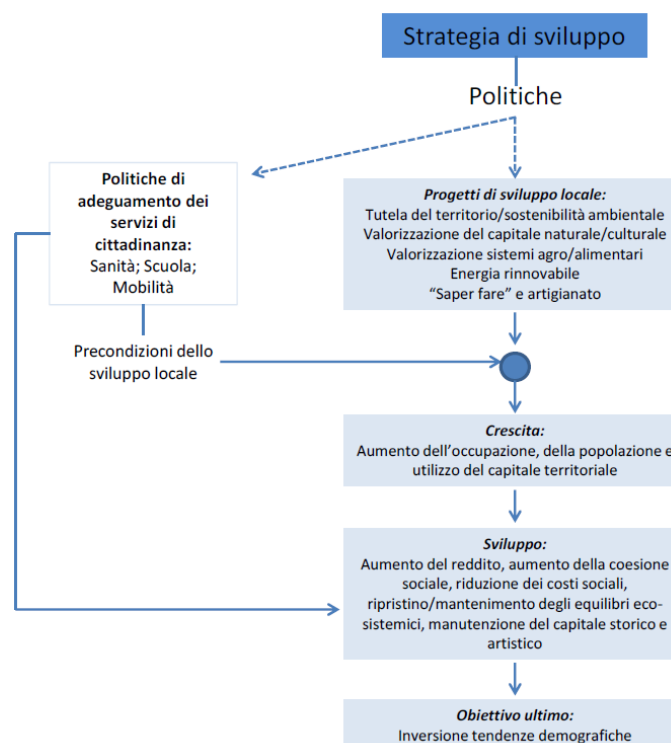 Strategia di sviluppo
Politiche
Politiche di
adeguamento dei
servizi di
cittadinanza:
Sanità; Scuola;
Mobilità
Progetti di sviluppo locale:
Tutela del territorio/sostenibilità ambientale
Valorizzazione del capitale naturale/culturale
Valorizzazione sistemi agro/alimentari
Energia rinnovabile
“Saper fare” e artigianato
Precondizioni dello
sviluppo locale
Crescita:
Aumento dell’occupazione, della popolazione e
utilizzo del capitale territoriale
Sviluppo:
Aumento del reddito, aumento della coesione
sociale, riduzione dei costi sociali,
ripristino/mantenimento degli equilibri eco-
sistemici, manutenzione del capitale storico e
artistico
Obiettivo ultimo:
Inversione tendenze demografiche